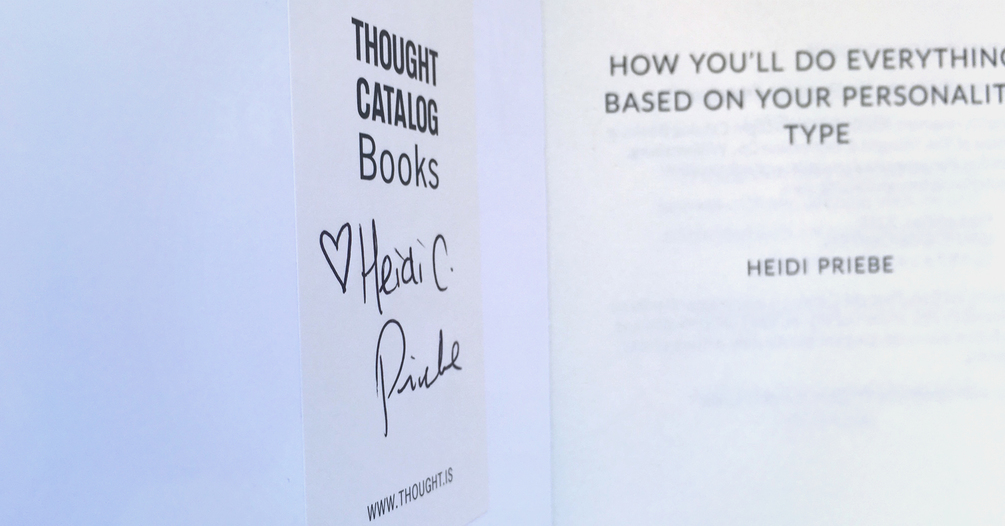 THOUGHT
CATALOG
Books
Heidi C.
Priebe
WWW.THOUGHT.IS
HOW YOU'LL DO EVERYTHING
BASED ON YOUR PERSONALIT
TYPE
HEIDI PRIEBE